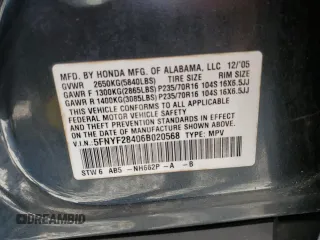 MFD. BY HONDA MFG. OF ALABAMA, LLC 12/'05
GVWR 2650KG(5840LBS) TIRE SIZE RIM SIZE
GAWR F 1300KG(2865LBS) P235/70R16 104S 16X6.5JJ
GAWR R 1400KG(3085LBS) P235/70R16 104S 16X6.5JJ
THIS VEHICLE CONFORMS TO ALL APPLICABLE
FEDERAL MOTOR VEHICLE SAFETY AND
THEFT PREVENTION STANDARDS IN EFFECT ON THE
DATE OF MANUFACTURE SHOWN ABOVE.
V.I.N. 5FNYF28406B020568 TYPE: MPV
STW6 AB5 -NH682P -A -B